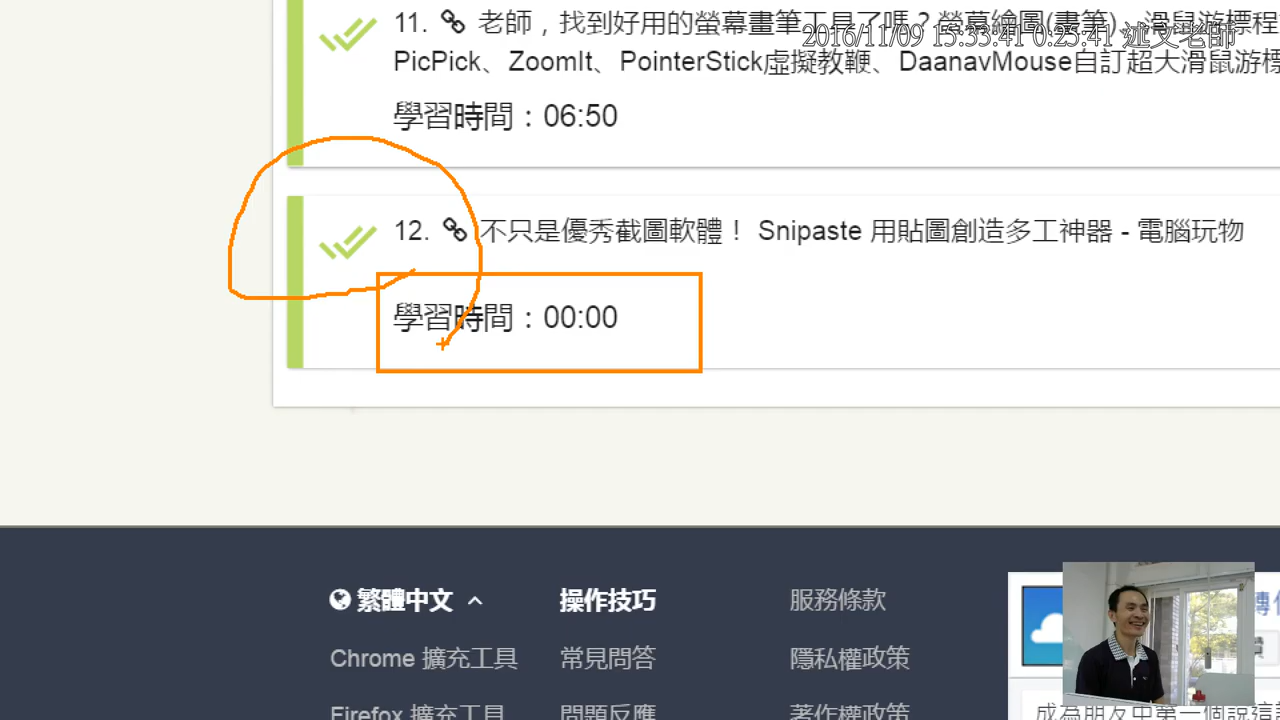 11. 老師，找到好用的螢幕畫筆工具了嗎？螢幕繪圖(畫筆)、滑鼠游標程
2016/11/09 15:33:41 0:25:41 述文老師
PicPick、ZoomIt、PointerStick虛擬教鞭、DaanavMouse自訂超大滑鼠游標
學習時間：06:50
12. 不只是優秀截圖軟體！ Snipaste 用貼圖創造多工神器 - 電腦玩物
學習時間：00:00
繁體中文 操作技巧 服務條款
Chrome 擴充工具 常見問答 隱私權政策
Firefox 擴充工具 問題反應 著作權政策
成為朋友中第一個說這